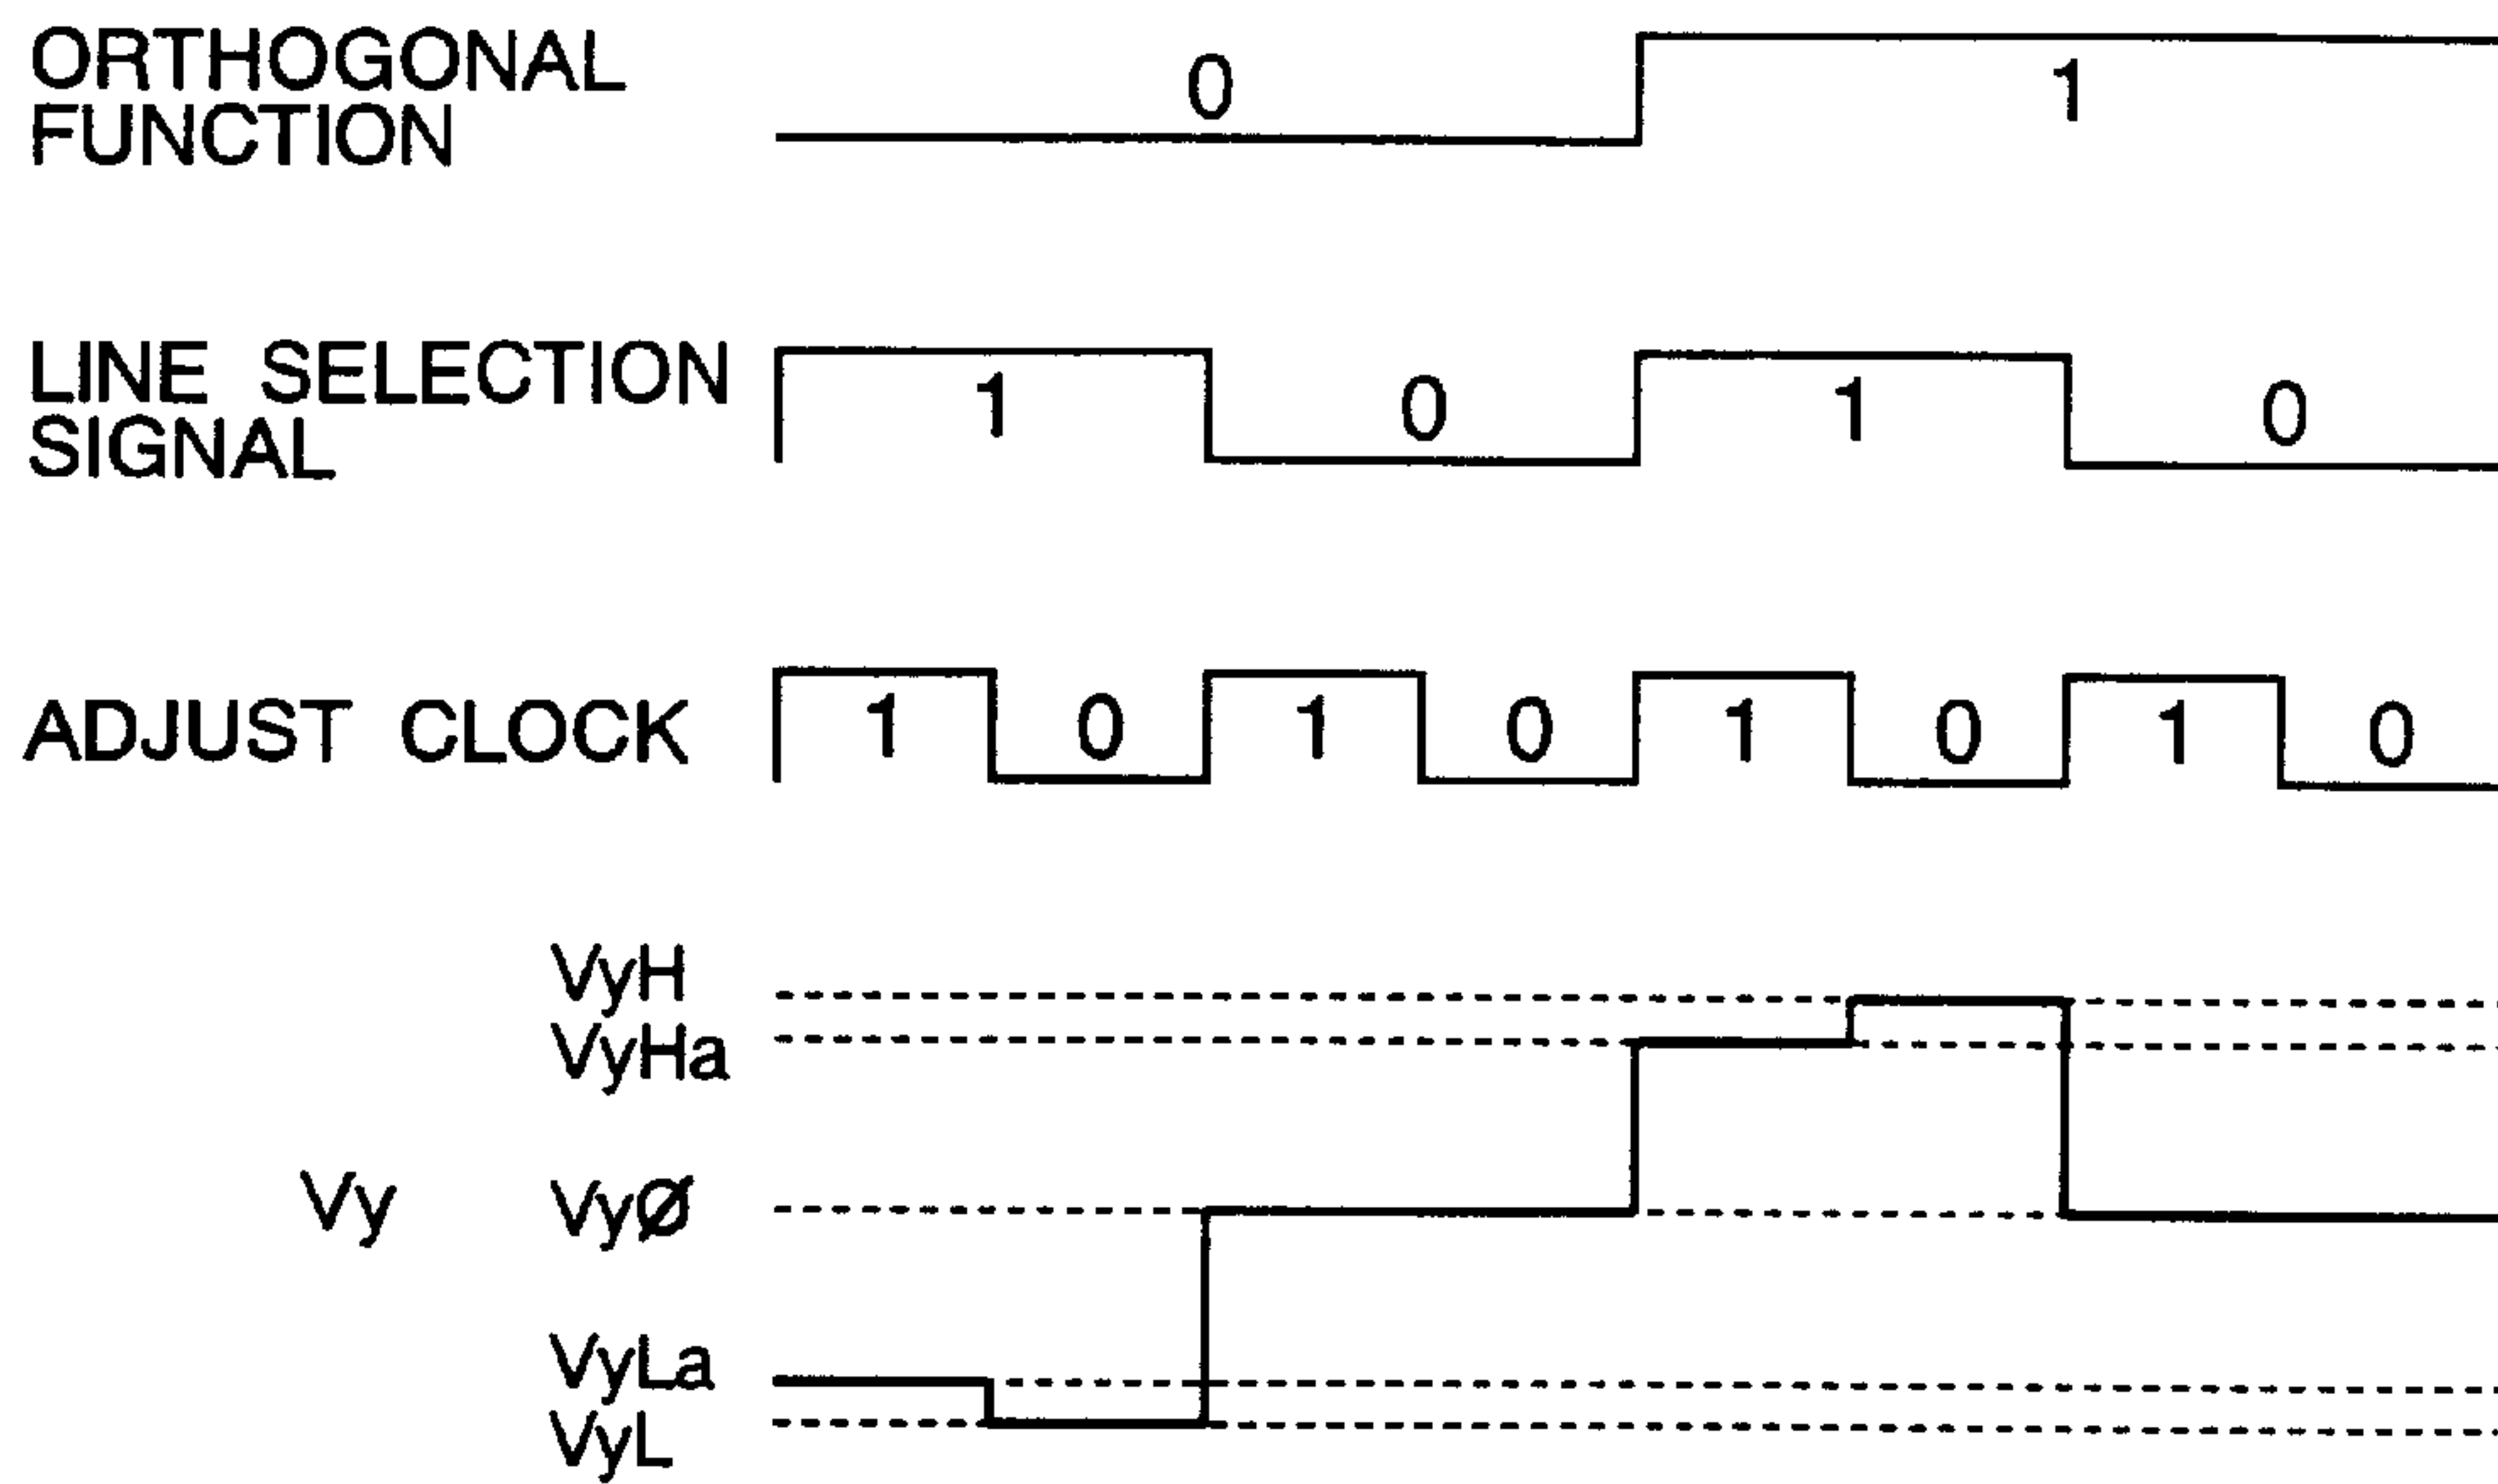 ORTHOGONAL
FUNCTION
0 1
LINE SELECTION
SIGNAL
1 0 1 0
ADJUST CLOCK
1 0 1 0 1 0 1 0
VyH
VyHa
Vy VyØ
VyLa
VyL